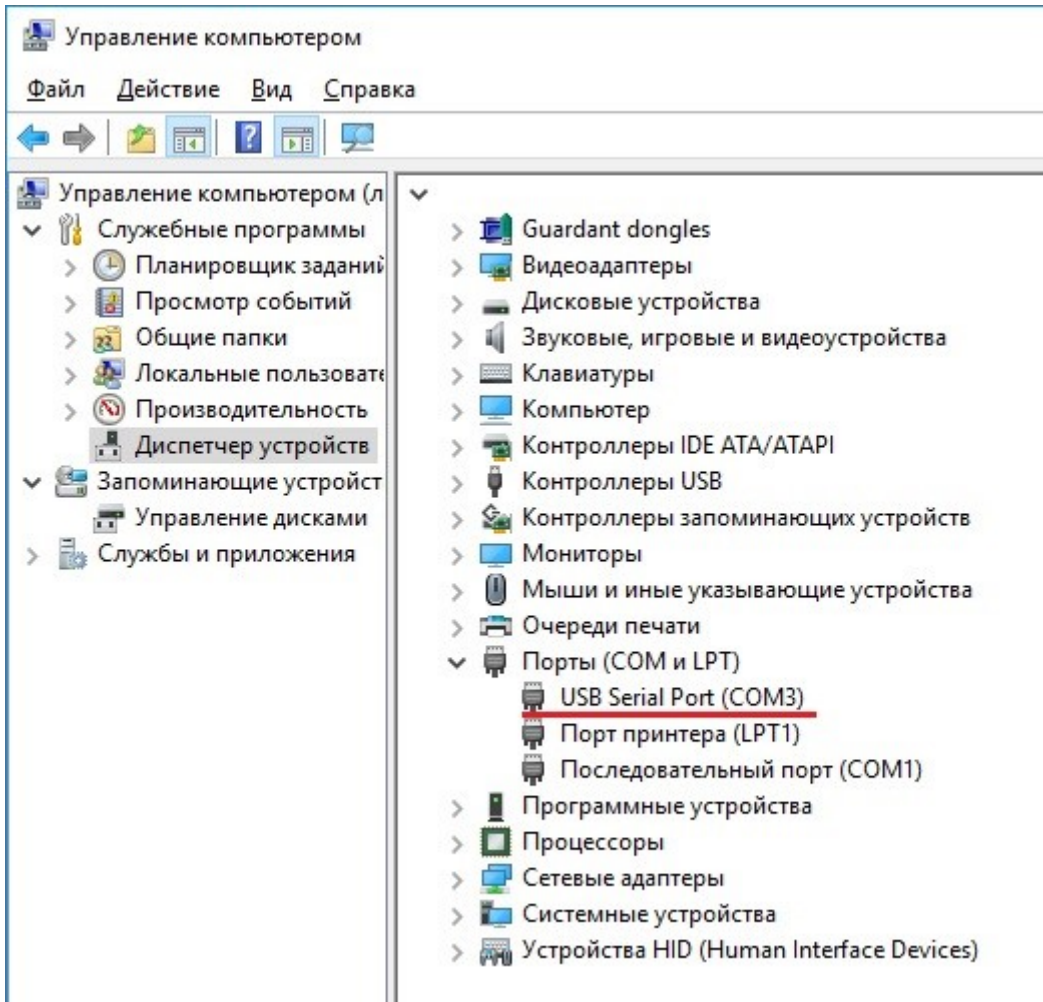 Управление компьютером
Файл Действие Вид Справка
Управление компьютером (л
Служебные программы
Планировщик заданий
Просмотр событий
Общие папки
Локальные пользовате
Производительность
Диспетчер устройств
Запоминающие устройст
Управление дисками
Службы и приложения
Guardant dongles
Видеоадаптеры
Дисковые устройства
Звуковые, игровые и видеоустройства
Клавиатуры
Компьютер
Контроллеры IDE ATA/ATAPI
Контроллеры USB
Контроллеры запоминающих устройств
Мониторы
Мыши и иные указывающие устройства
Очереди печати
Порты (COM и LPT)
USB Serial Port (COM3)
Порт принтера (LPT1)
Последовательный порт (COM1)
Программные устройства
Процессоры
Сетевые адаптеры
Системные устройства
Устройства HID (Human Interface Devices)